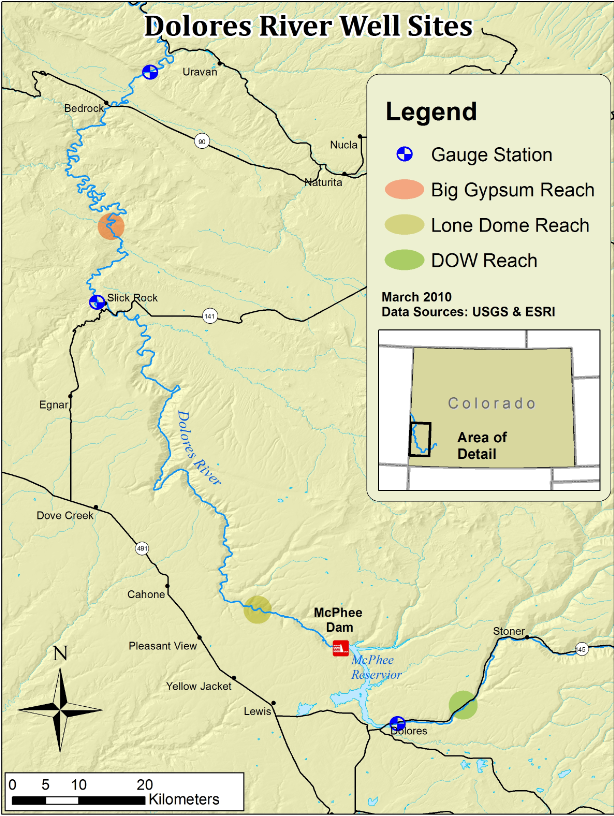 Dolores River Well Sites
Uravan
Bedrock
90
Nucla
Naturita
Legend
Gauge Station
Big Gypsum Reach
Lone Dome Reach
DOW Reach
March 2010
Data Sources: USGS & ESRI
Colorado
Area of
Detail
Slick Rock
141
Egnar
Dolores River
Dove Creek
491
Cahone
McPhee
Dam
Stoner
145
Pleasant View
McPhee
Reservior
Yellow Jacket
Lewis
Dolores
N
0 5 10 20
Kilometers